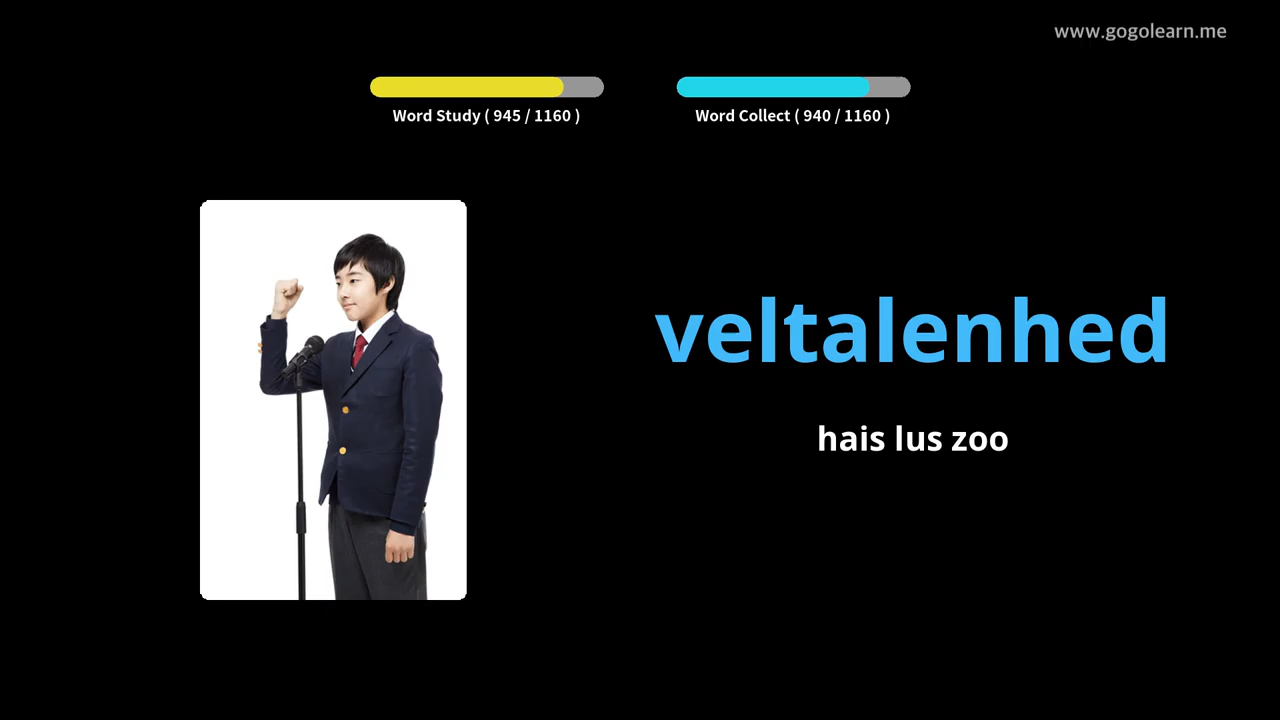 www.gogolearn.me
Word Study ( 945 / 1160 )
Word Collect ( 940 / 1160 )
veltalenhed
hais lus zoo